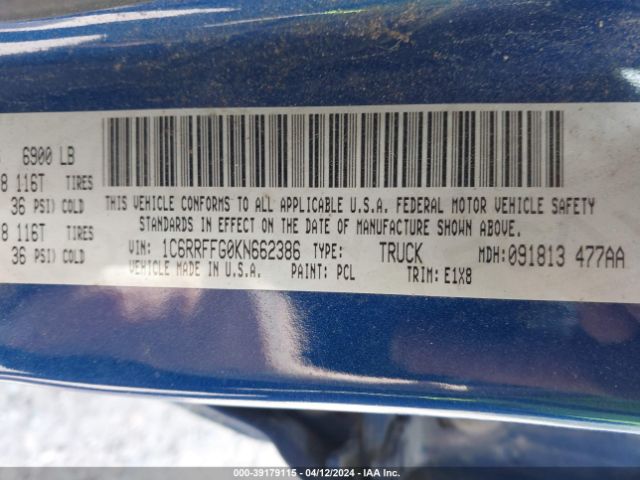 6900 LB
8 116T TIRES
36 PSI) COLD
8 116T TIRES
36 PSI) COLD
THIS VEHICLE CONFORMS TO ALL APPLICABLE U.S.A. FEDERAL MOTOR VEHICLE SAFETY
STANDARDS IN EFFECT ON THE DATE OF MANUFACTURE SHOWN ABOVE.
VIN: 1C6RRFFG0KN662386 TYPE: TRUCK MDH:091813 477AA
VEHICLE MADE IN U.S.A. PAINT: PCL TRIM:E1X8
000-39179115 - 04/12/2024 - IAA Inc.